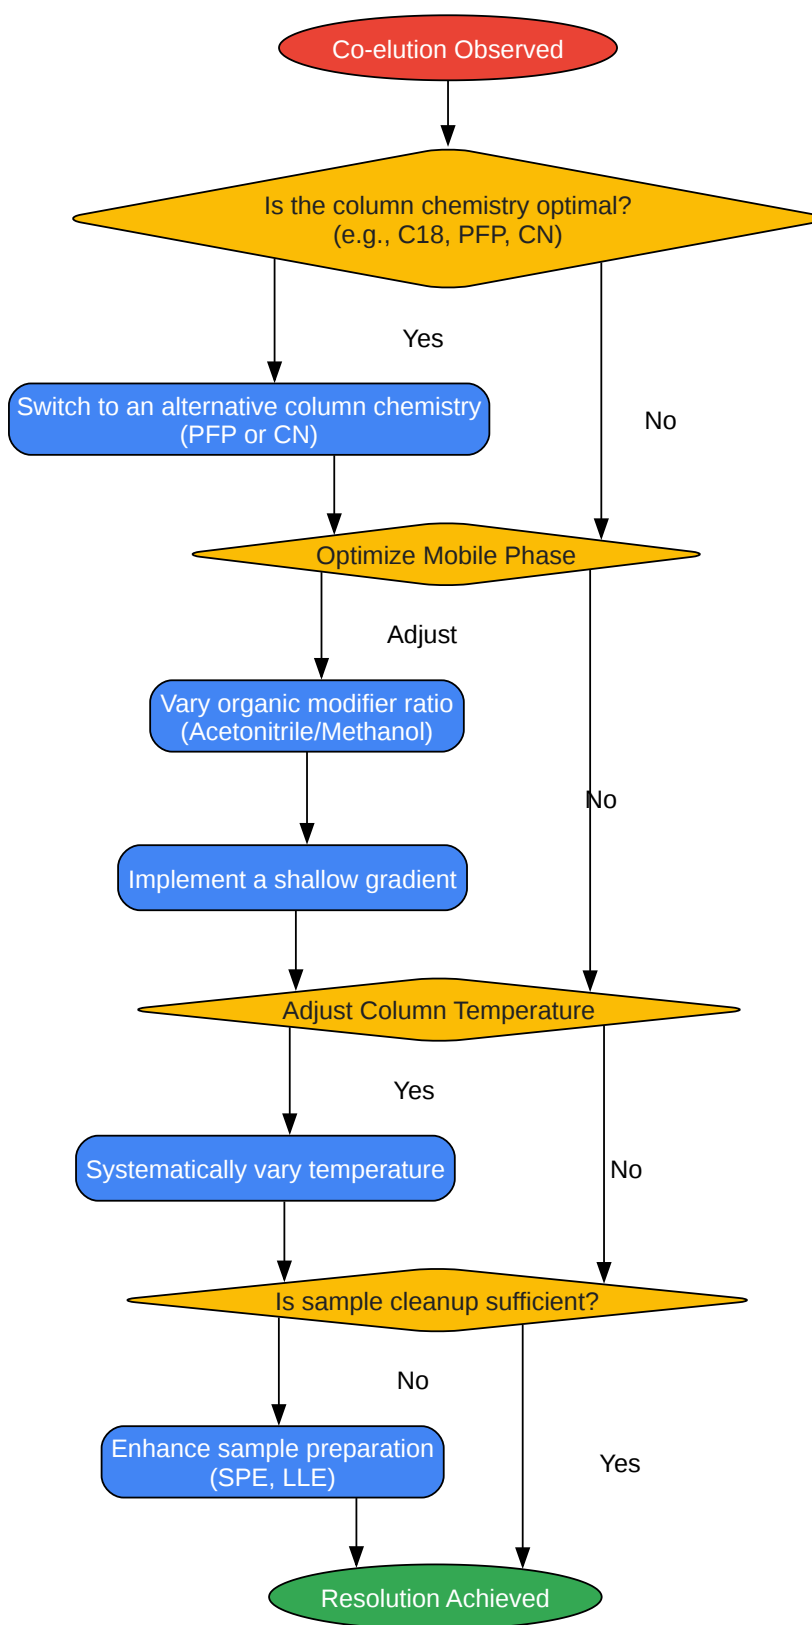 Co-elution Observed
Is the column chemistry optimal?
(e.g., C18, PFP, CN)
Yes
Switch to an alternative column chemistry
(PFP or CN)
No
Optimize Mobile Phase
Adjust
Vary organic modifier ratio
(Acetonitrile/Methanol)
No
Implement a shallow gradient
Adjust Column Temperature
Yes
Systematically vary temperature
No
Is sample cleanup sufficient?
No
Enhance sample preparation
(SPE, LLE)
Yes
Resolution Achieved